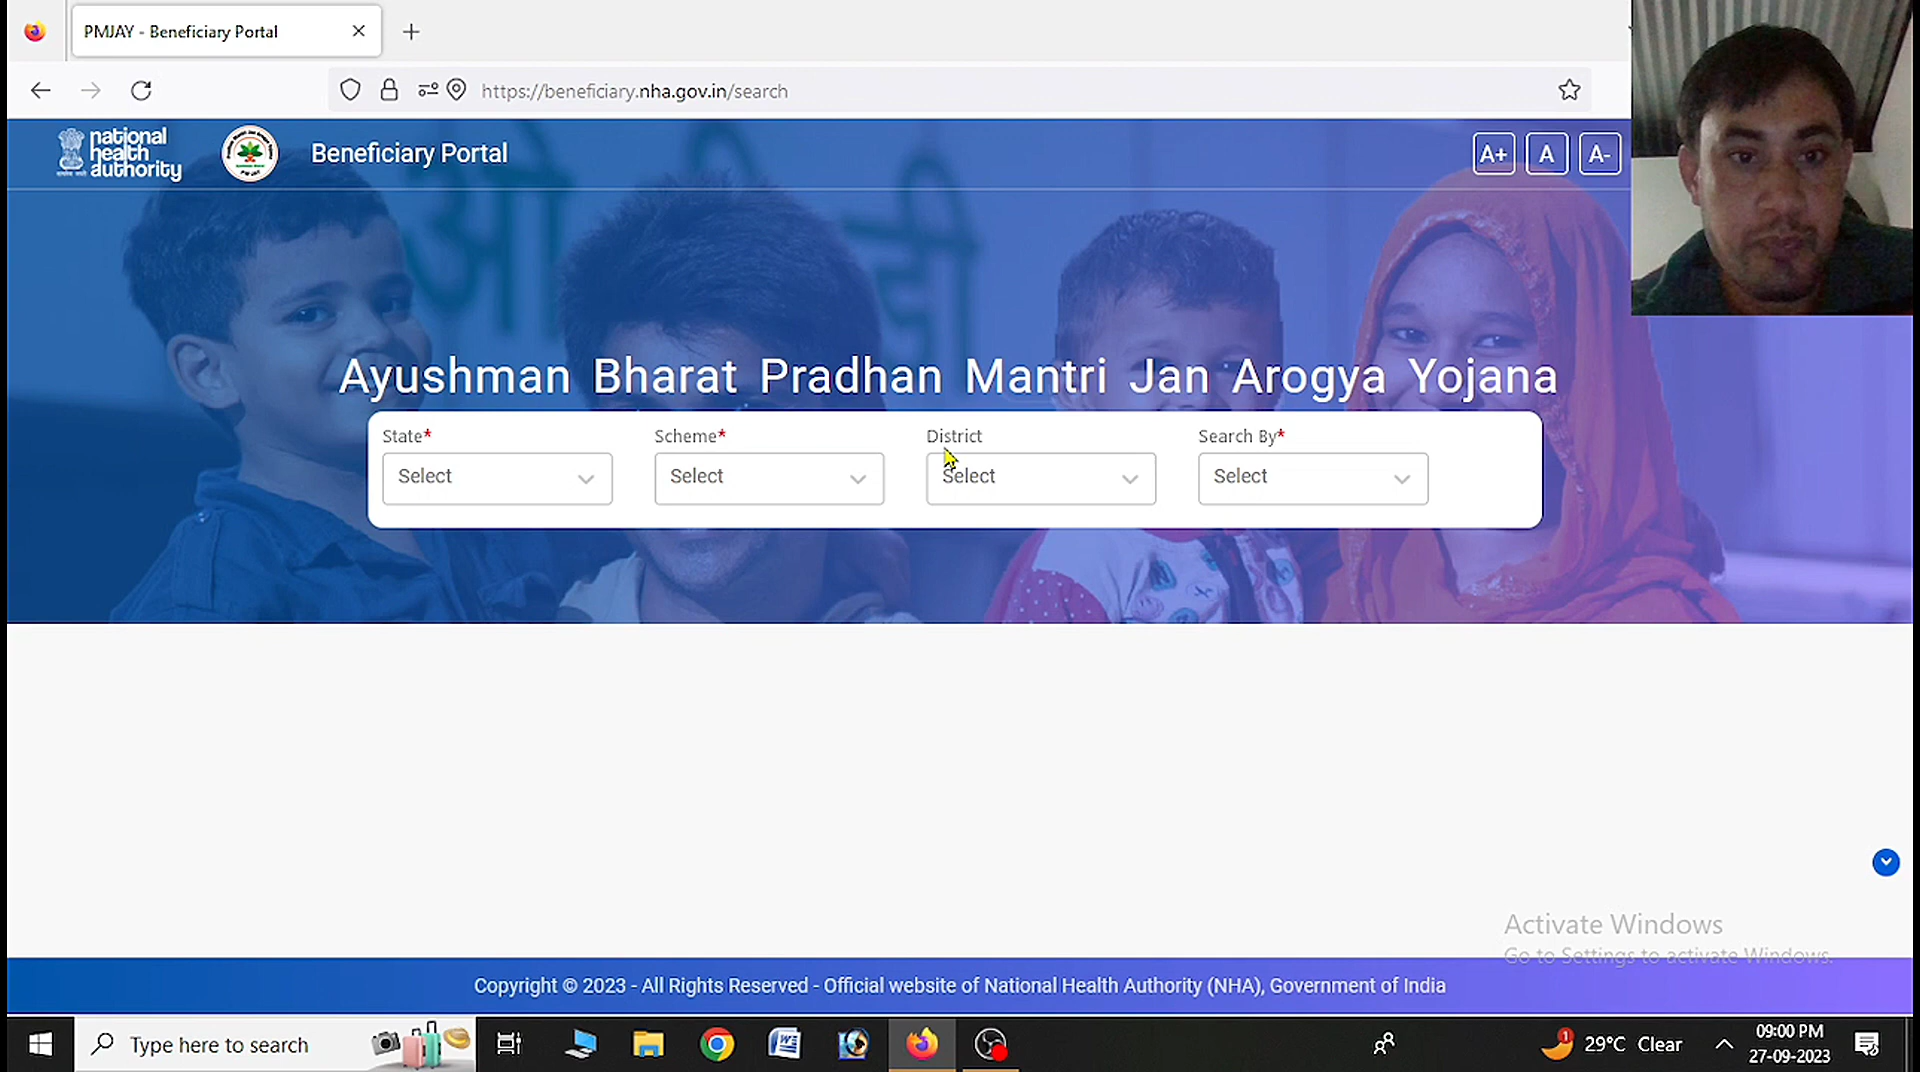 PMJAY - Beneficiary Portal
https://beneficiary.nha.gov.in/search
national
health
authority
Beneficiary Portal
A+ A A-
Ayushman Bharat Pradhan Mantri Jan Arogya Yojana
State* Scheme* District Search By*
Select Select Select Select
Activate Windows
Go to Settings to activate Windows.
Copyright © 2023 - All Rights Reserved - Official website of National Health Authority (NHA), Government of India
Type here to search
1
29°C Clear
09:00 PM
27-09-2023